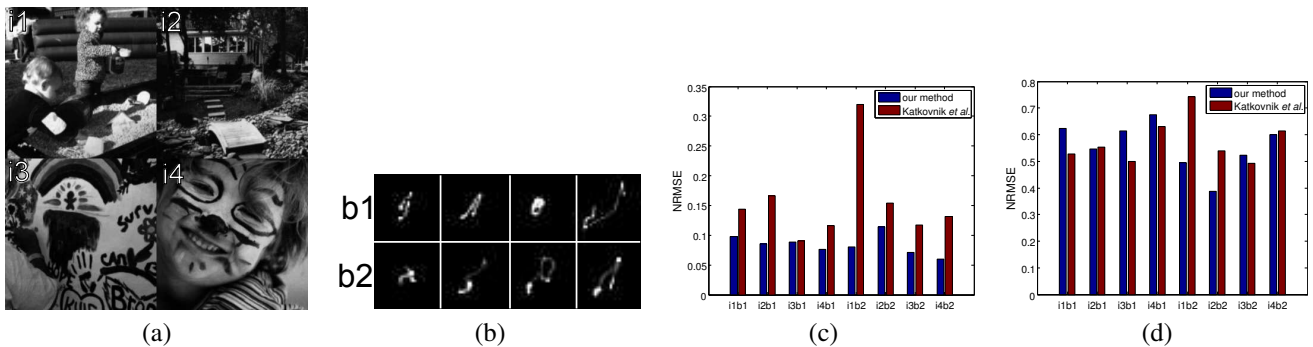 i1
i2
i3
i4
(a)
b1
b2
(b)
0.35
0.3
0.25
0.2
0.15
0.1
0.05
0
NRMSE
our method
Katkovnik et al.
i1b1 i2b1 i3b1 i4b1 i1b2 i2b2 i3b2 i4b2
(c)
0.8
0.7
0.6
0.5
0.4
0.3
0.2
0.1
0
NRMSE
our method
Katkovnik et al.
i1b1 i2b1 i3b1 i4b1 i1b2 i2b2 i3b2 i4b2
(d)